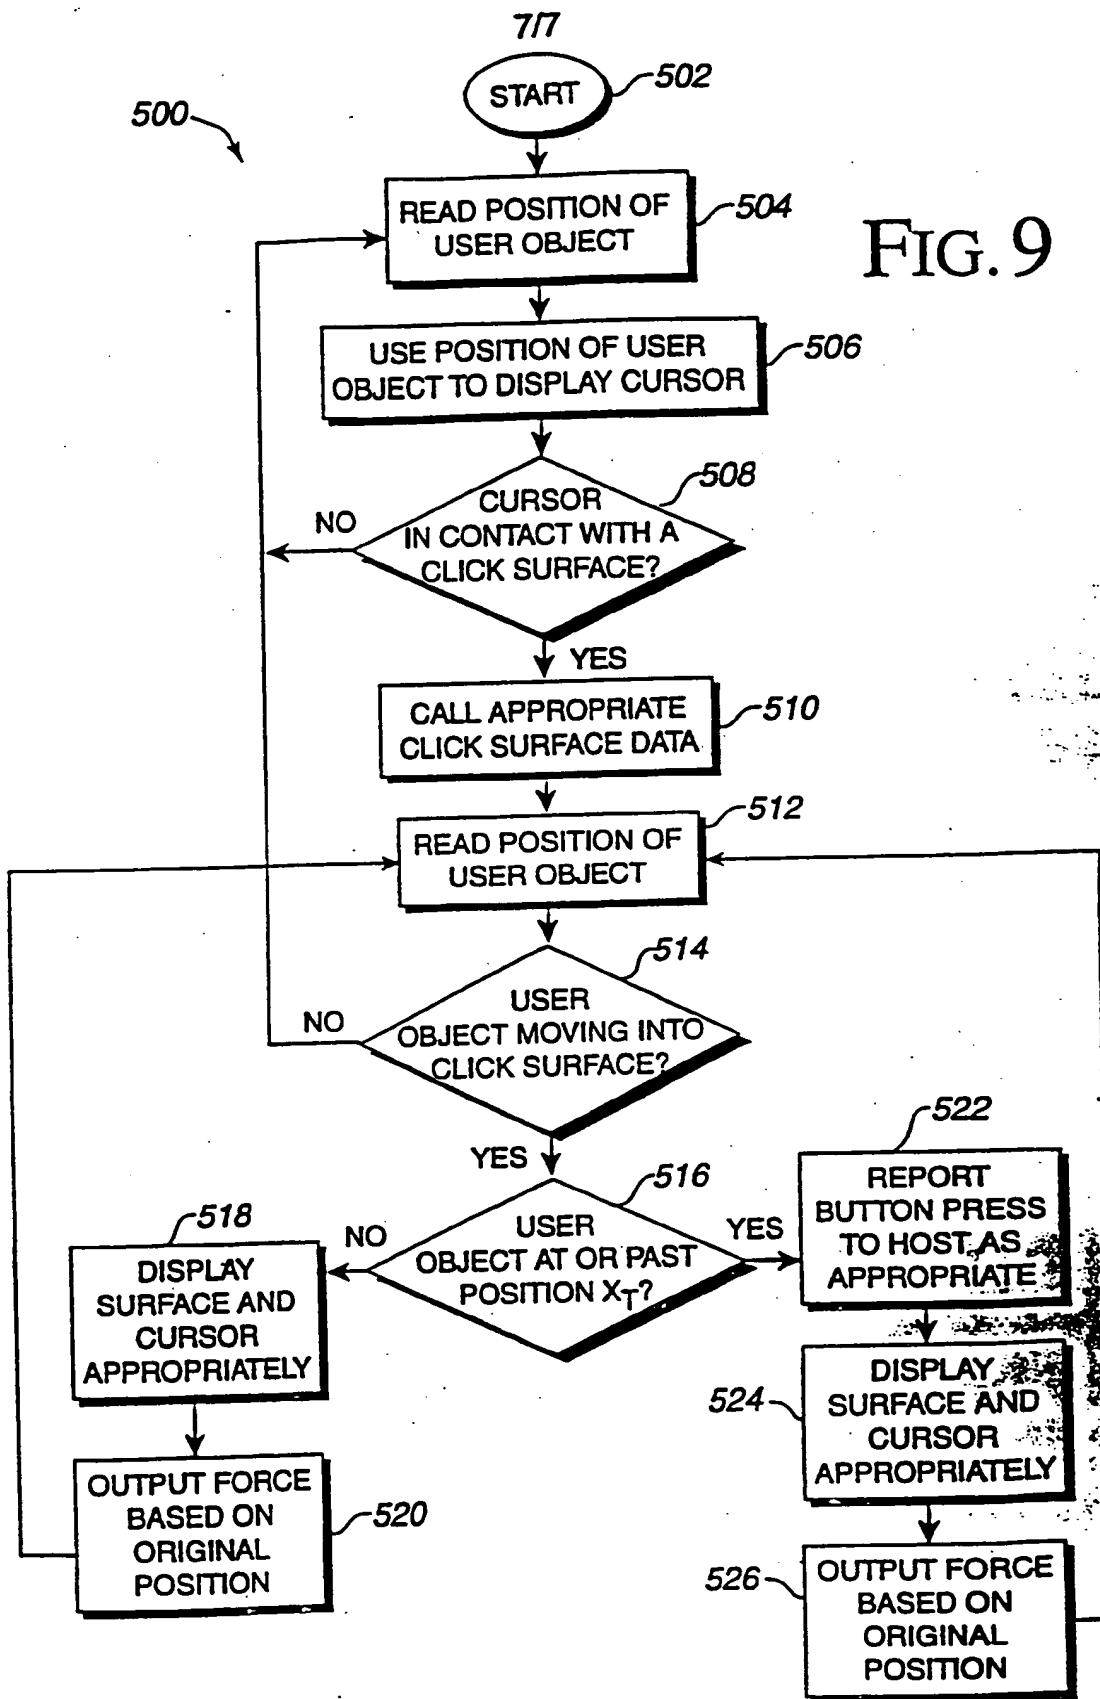 7/7
START
502
500
READ POSITION OF
USER OBJECT
504
FIG. 9
USE POSITION OF USER
OBJECT TO DISPLAY CURSOR
506
CURSOR
IN CONTACT WITH A
CLICK SURFACE?
508
NO
YES
CALL APPROPRIATE
CLICK SURFACE DATA
510
READ POSITION OF
USER OBJECT
512
USER
OBJECT MOVING INTO
CLICK SURFACE?
514
NO
YES
USER
OBJECT AT OR PAST
POSITION XT?
516
NO
YES
518
DISPLAY
SURFACE AND
CURSOR
APPROPRIATELY
OUTPUT FORCE
BASED ON
ORIGINAL
POSITION
520
522
REPORT
BUTTON PRESS
TO HOST AS
APPROPRIATE
DISPLAY
SURFACE AND
CURSOR
APPROPRIATELY
524
OUTPUT FORCE
BASED ON
ORIGINAL
POSITION
526